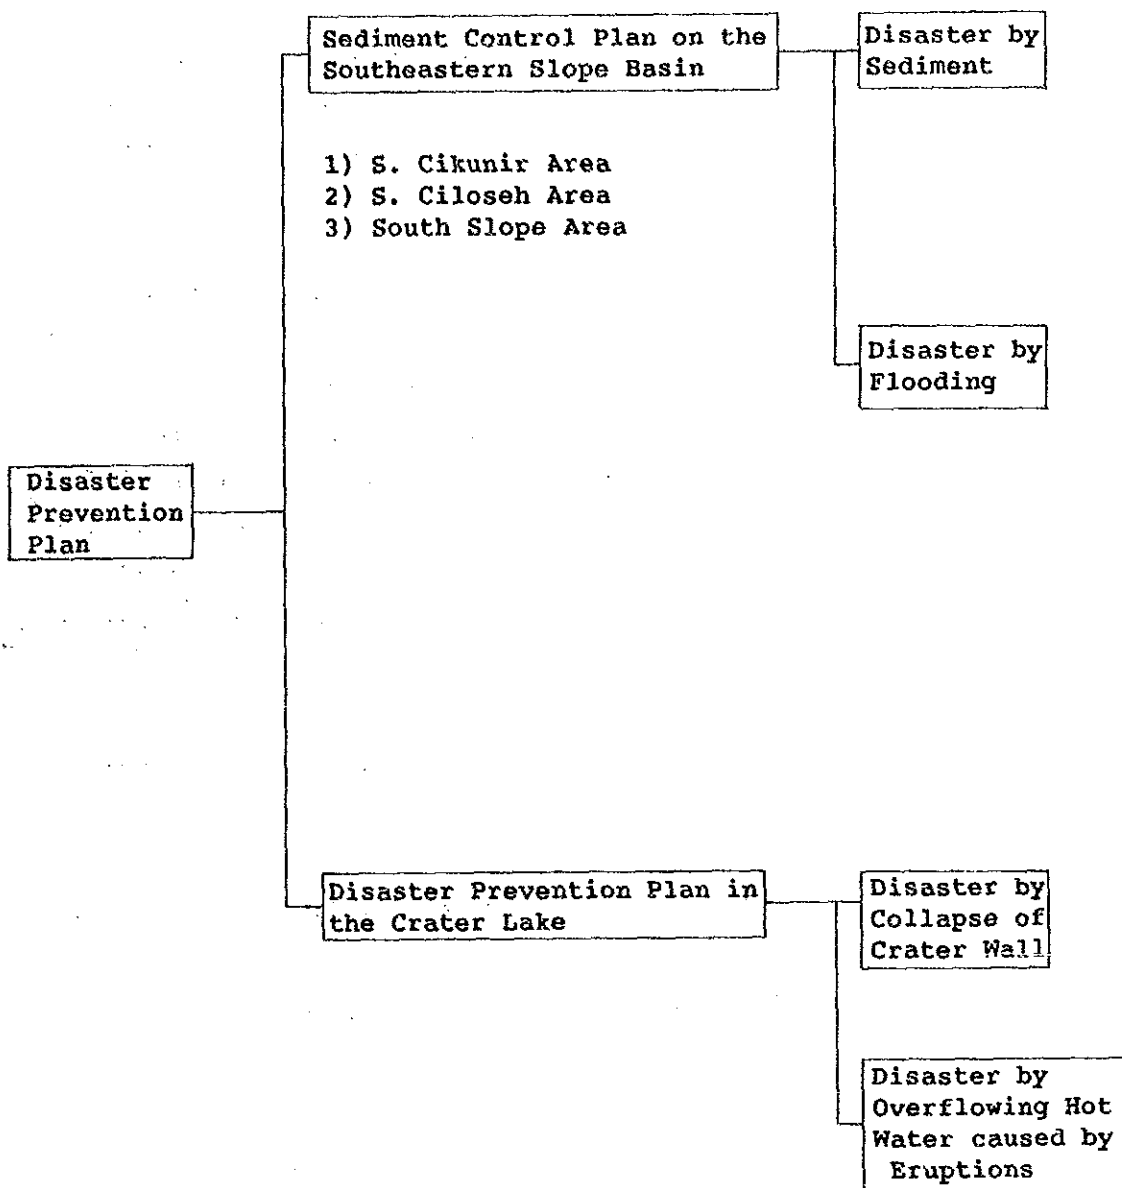 Disaster
Prevention
Plan
Sediment Control Plan on the
Southeastern Slope Basin
1) S. Cikunir Area
2) S. Ciloseh Area
3) South Slope Area
Disaster by
Sediment
Disaster by
Flooding
Disaster Prevention Plan in
the Crater Lake
Disaster by
Collapse of
Crater Wall
Disaster by
Overflowing Hot
Water caused by
Eruptions